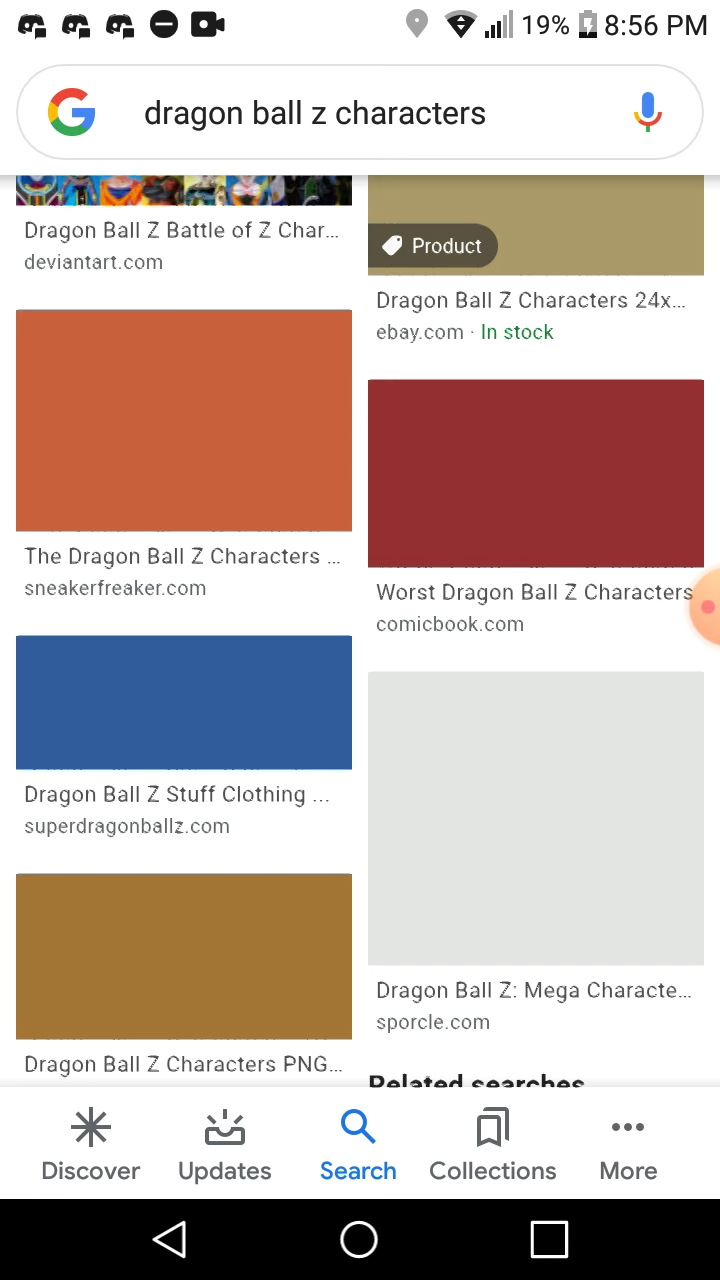 19% 8:56 PM
dragon ball z characters
Dragon Ball Z Battle of Z Char...
deviantart.com
Product
Dragon Ball Z Characters 24x...
ebay.com · In stock
The Dragon Ball Z Characters ...
sneakerfreaker.com
Worst Dragon Ball Z Characters
comicbook.com
Dragon Ball Z Stuff Clothing ...
superdragonballz.com
Dragon Ball Z: Mega Characte...
sporcle.com
Dragon Ball Z Characters PNG...
Related searches
Discover Updates Search Collections More